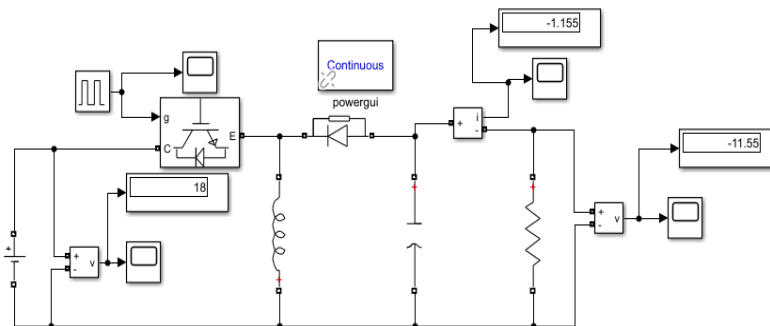 -1.155
Continuous
powergui
g
C
E
+
i
-
-11.55
18
+
-
v
+
-
v
+